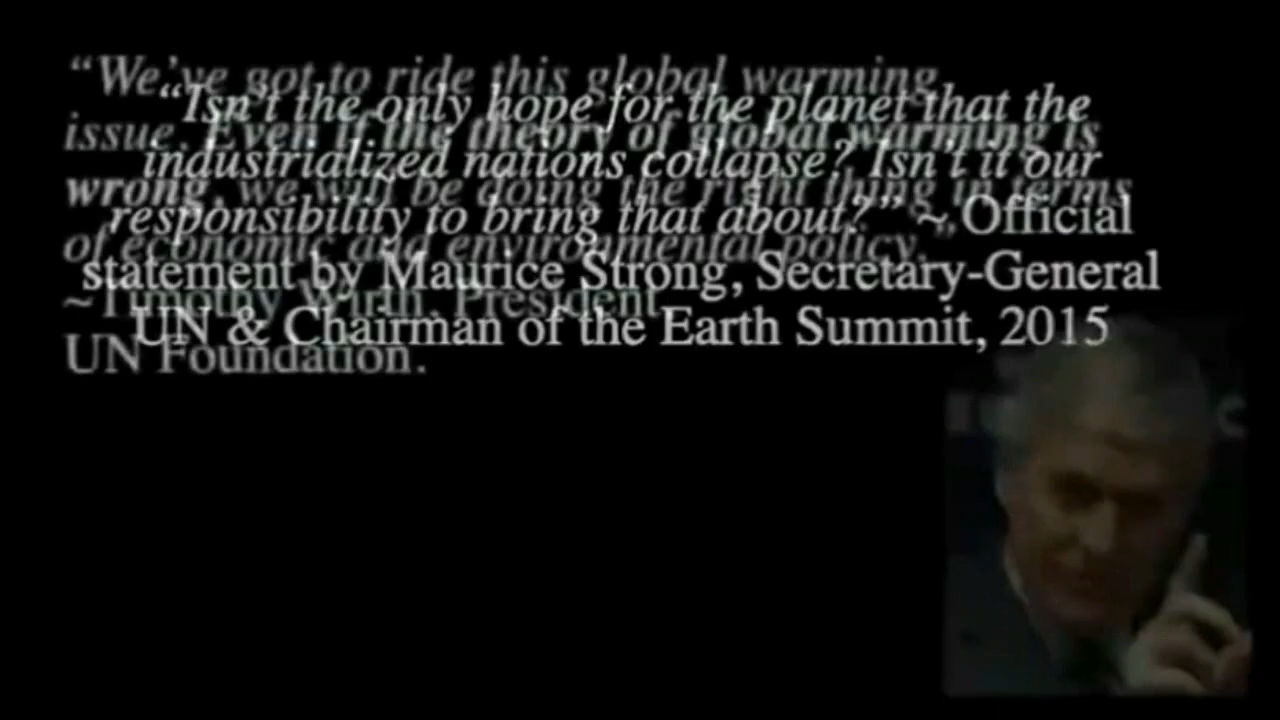 “We’ve got to ride this global warming
issue. Even if the theory of global warming is
wrong, we will be doing the right thing in terms
of economic and environmental policy.”
~Timothy Wirth, President
UN Foundation.
“Isn’t the only hope for the planet that the
industrialized nations collapse? Isn’t it our
responsibility to bring that about?” ~ Official
statement by Maurice Strong, Secretary-General
UN & Chairman of the Earth Summit, 2015